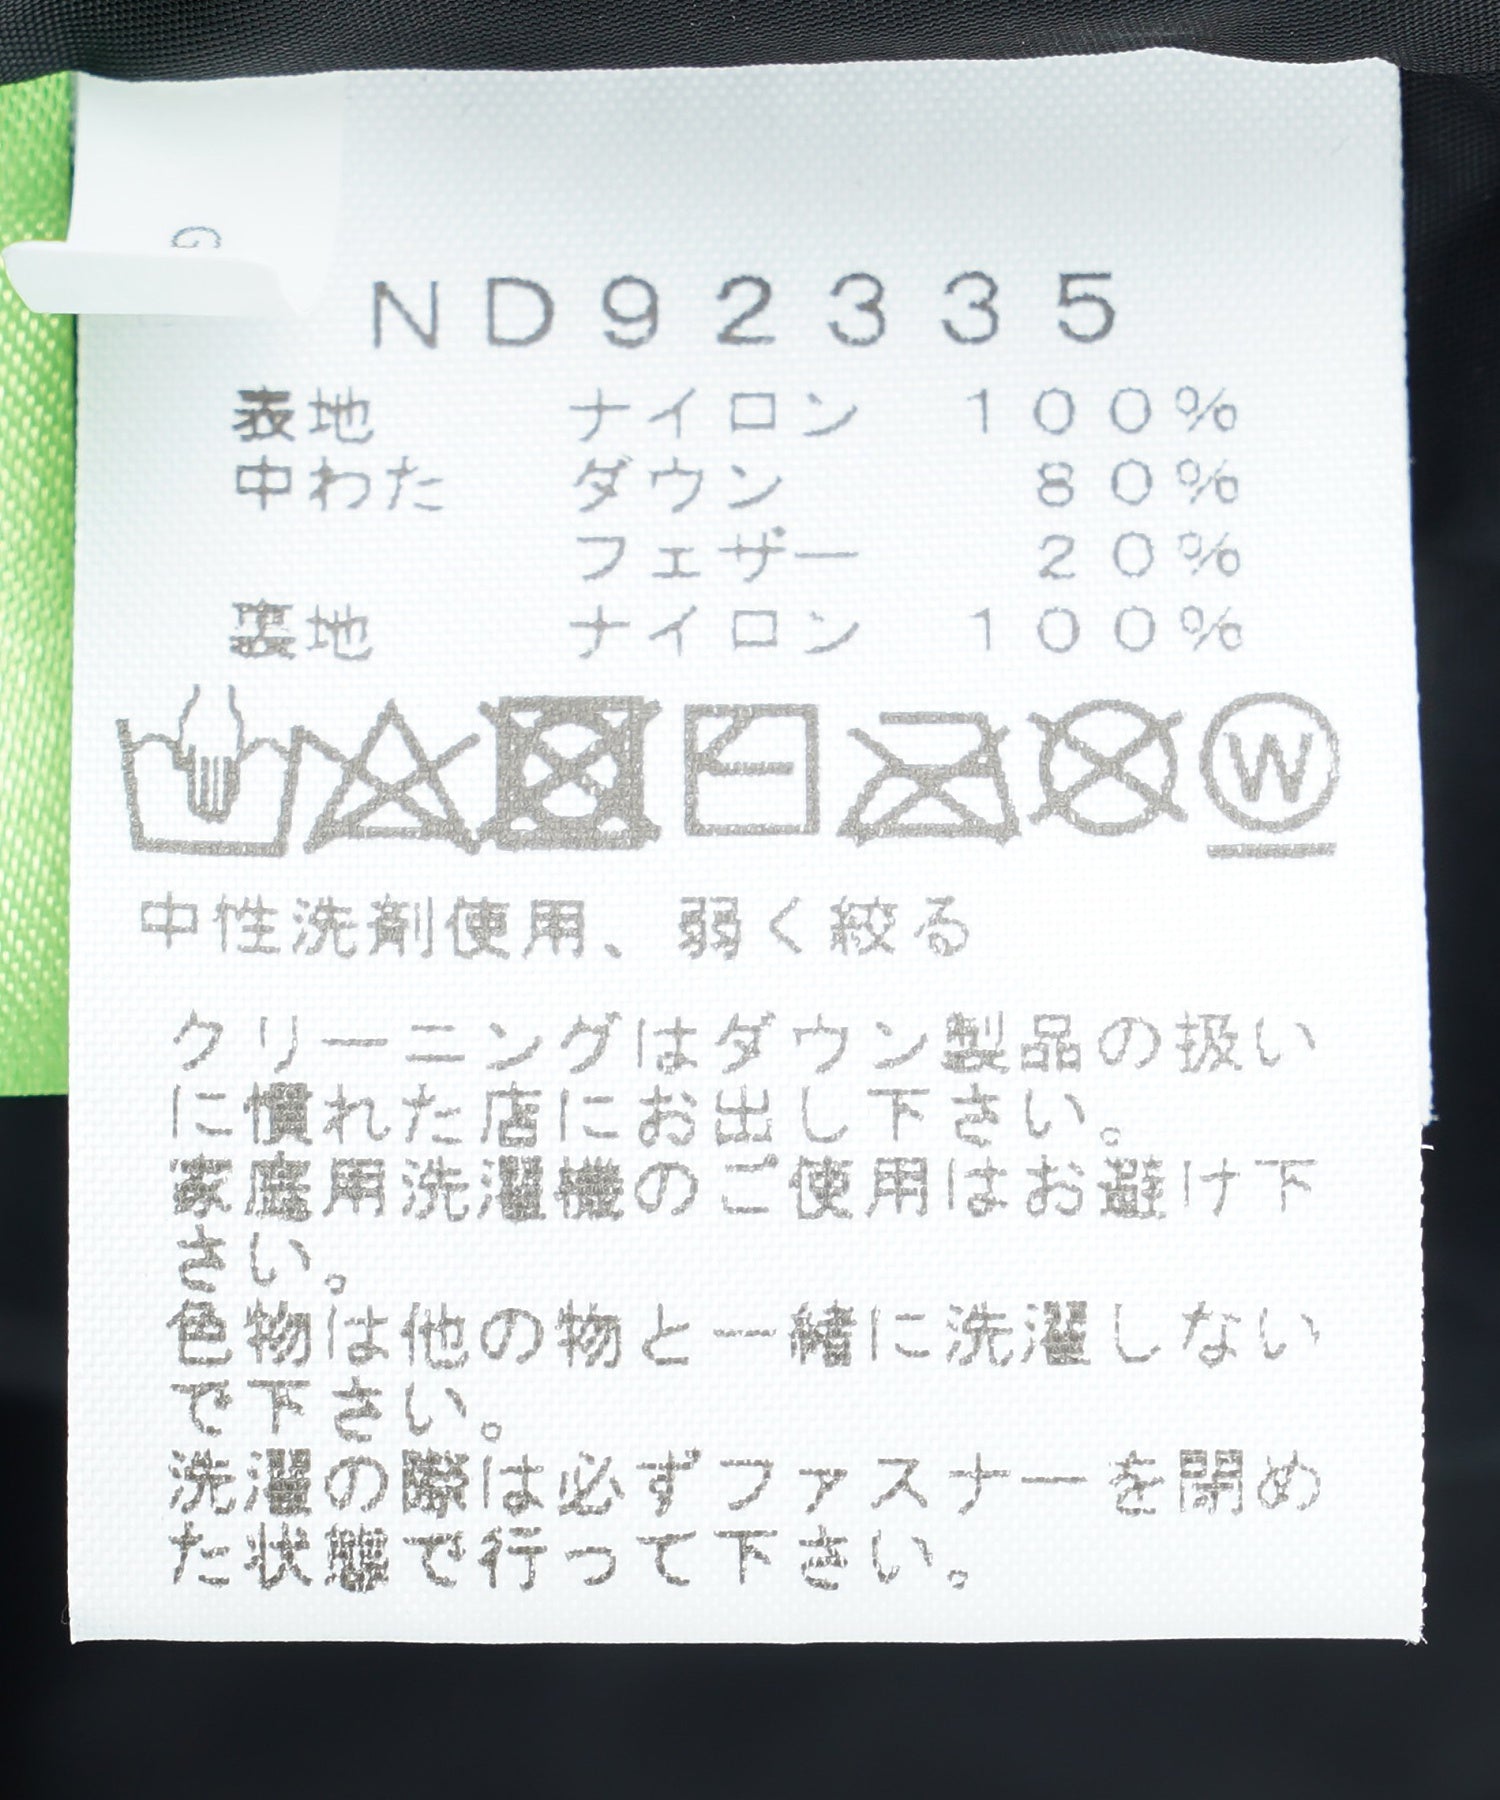 G
ND92335
表地 ナイロン 100%
中わた ダウン 80%
フェザー 20%
裏地 ナイロン 100%
W
中性洗剤使用、弱く絞る
クリーニングはダウン製品の扱い
に慣れた店にお出し下さい。
家庭用洗濯機のご使用はお避け下
さい。
色物は他の物と一緒に洗濯しない
で下さい。
洗濯の際は必ずファスナーを閉め
た状態で行って下さい。